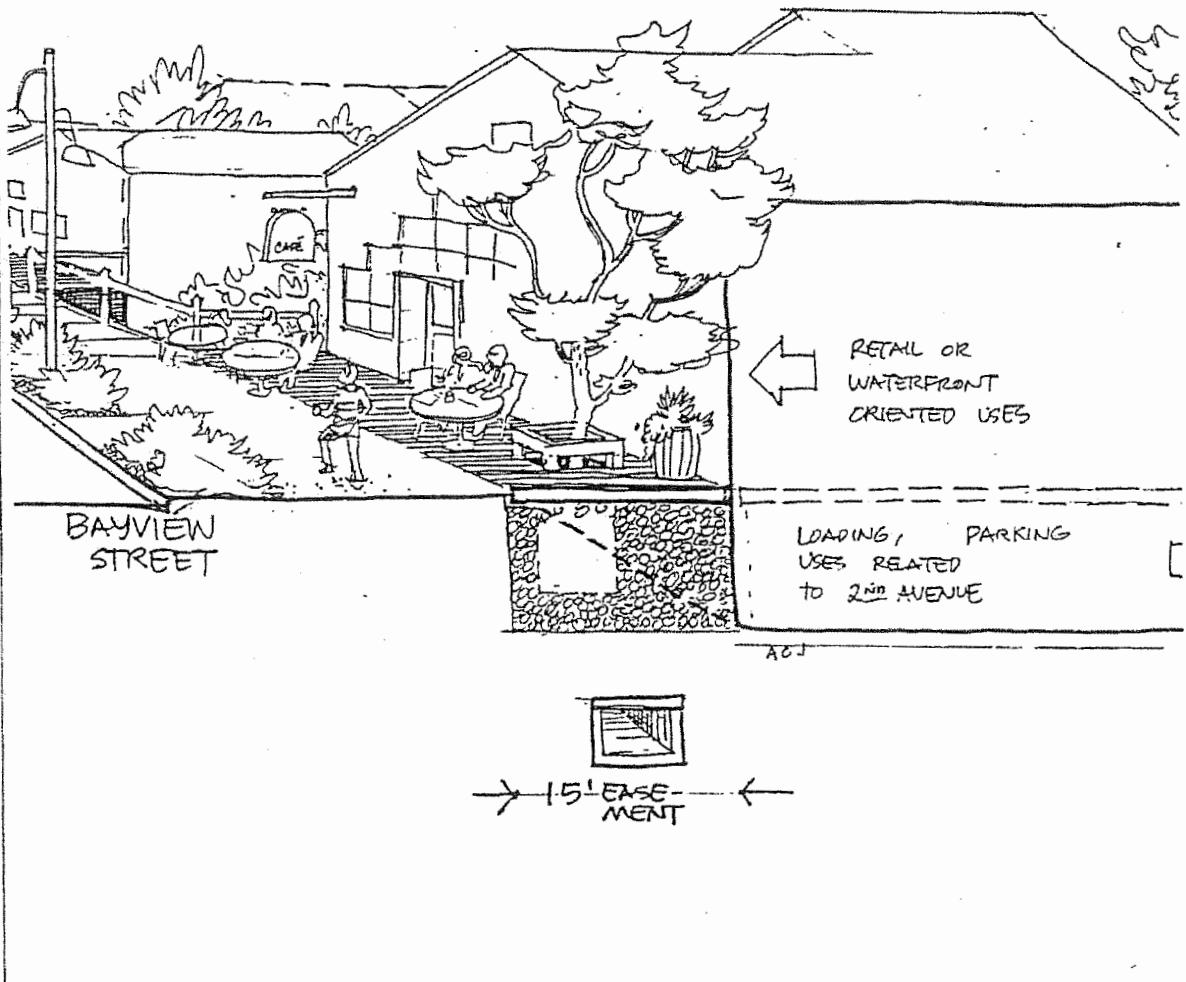 CAFÉ
RETAIL OR
WATERFRONT
ORIENTED USES
BAYVIEW
STREET
LOADING, PARKING
USES RELATED
TO 2ND AVENUE
15' EASE-
MENT